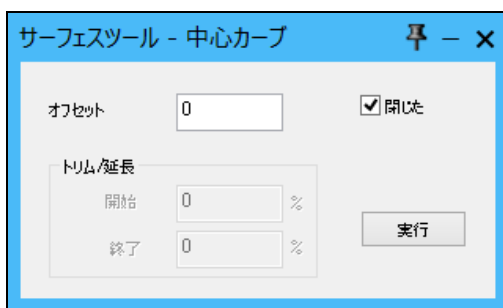 サーフェスツール - 中心カーブ
オフセット 0 閉じた
トリム/延長
開始 0 %
終了 0 %
実行